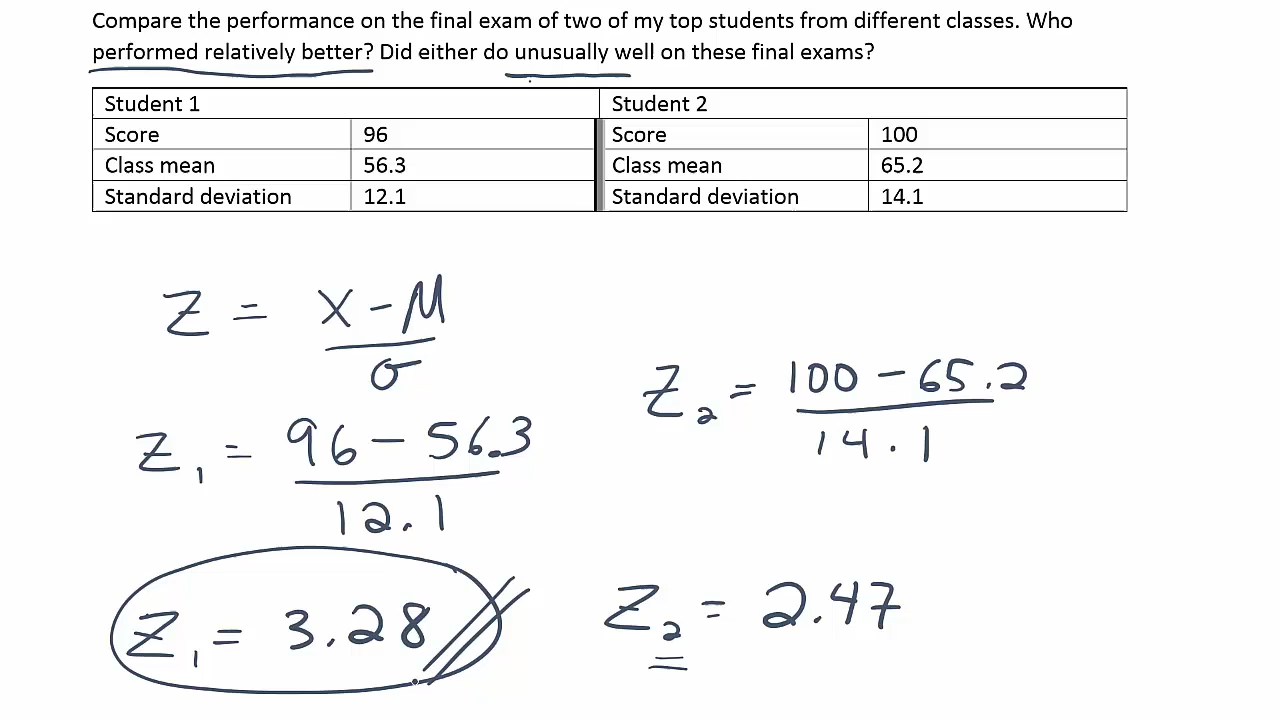 Compare the performance on the final exam of two of my top students from different classes. Who
performed relatively better? Did either do unusually well on these final exams?
Student 1 Student 2
Score 96 Score 100
Class mean 56.3 Class mean 65.2
Standard deviation 12.1 Standard deviation 14.1
Z = X - M
σ
Z1 = 96 - 56.3
12.1
Z2 = 100 - 65.2
14.1
Z1 = 3.28
Z2 = 2.47